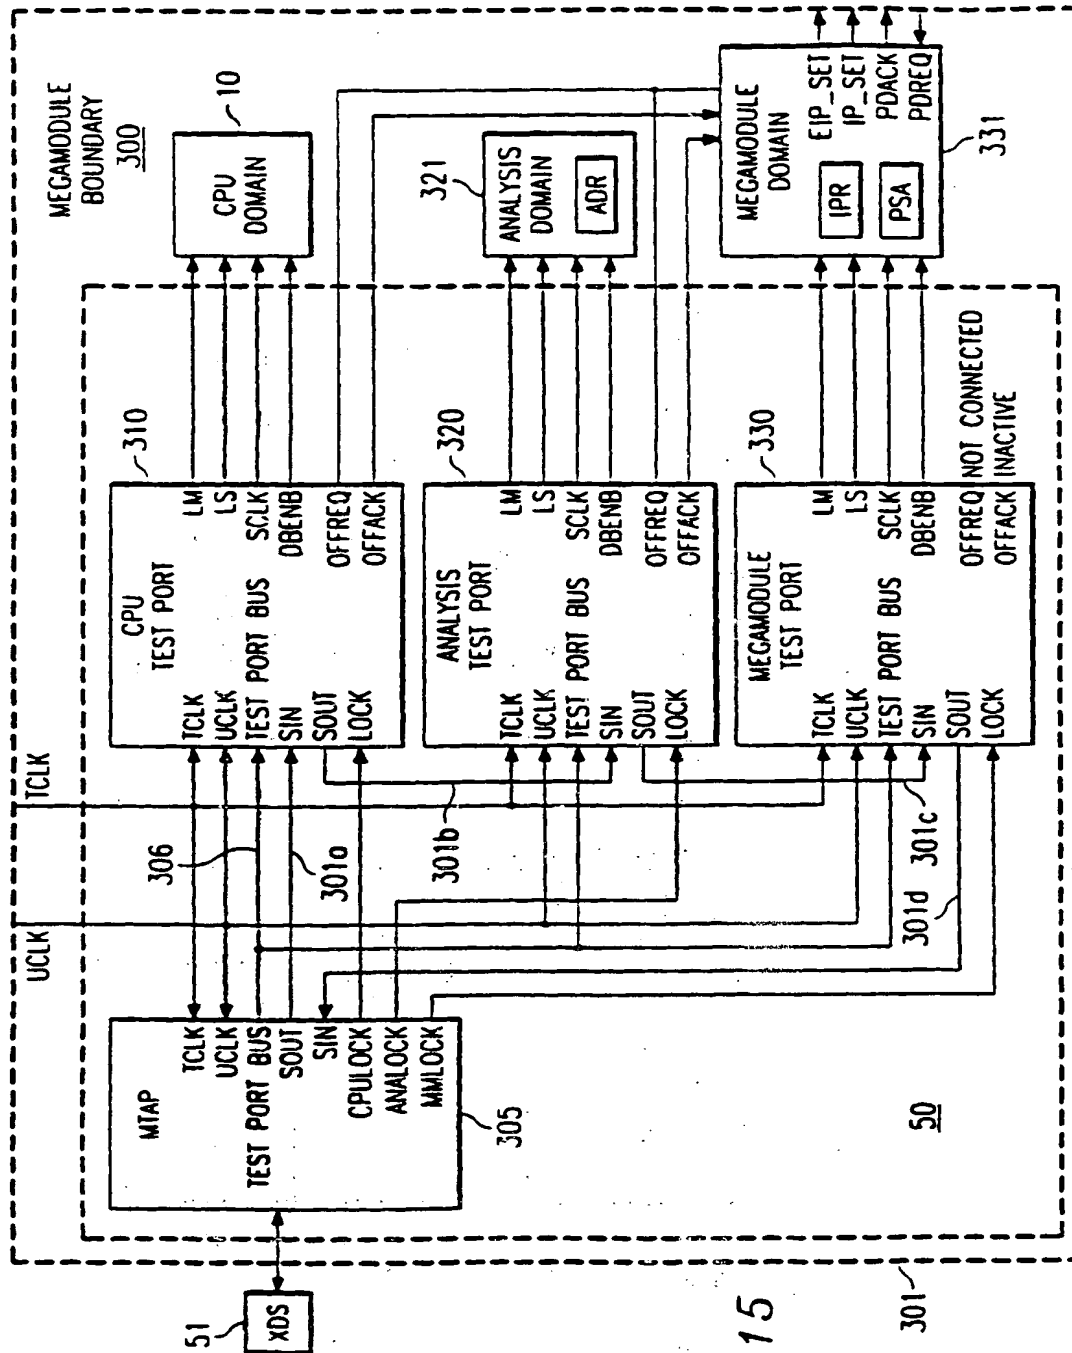 MEGAMODULE
BOUNDARY
300
TCLK
UCLK
51
XDS
MTAP
TCLK
UCLK
TEST PORT BUS
SOUT
SIN
CPULOCK
ANALOCK
MMLOCK
305
306
301a
301b
301c
301d
310
CPU
TEST PORT
TCLK
UCLK
TEST PORT BUS
SIN
SOUT
LOCK
LM
LS
SCLK
DBENB
OFFREQ
OFFACK
10
CPU
DOMAIN
320
ANALYSIS
TEST PORT
TCLK
UCLK
TEST PORT BUS
SIN
SOUT
LOCK
LM
LS
SCLK
DBENB
OFFREQ
OFFACK
321
ANALYSIS
DOMAIN
ADR
330
MEGAMODULE
TEST PORT
TCLK
UCLK
TEST PORT BUS
SIN
SOUT
LOCK
LM
LS
SCLK
DBENB
OFFREQ NOT CONNECTED
OFFACK INACTIVE
MEGAMODULE
DOMAIN
IPR
PSA
EIP_SET
IP_SET
PDACK
PDREQ
331
50
301
15